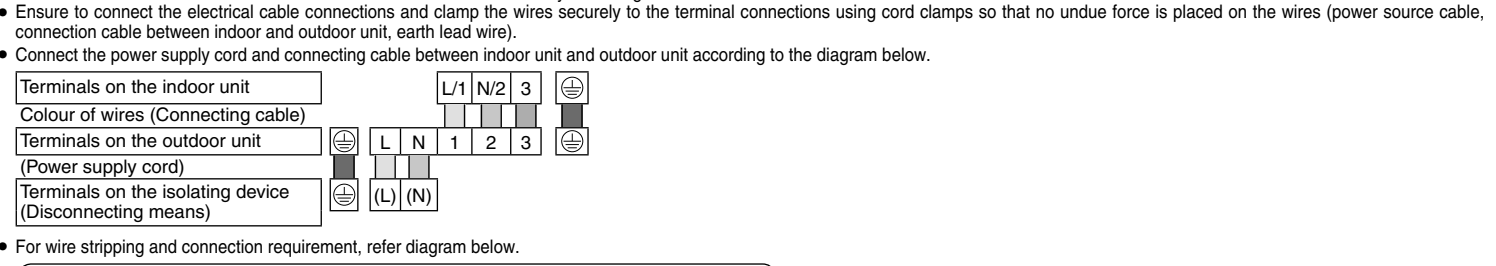 • Ensure to connect the electrical cable connections and clamp the wires securely to the terminal connections using cord clamps so that no undue force is placed on the wires (power source cable,
connection cable between indoor and outdoor unit, earth lead wire).
• Connect the power supply cord and connecting cable between indoor unit and outdoor unit according to the diagram below.
Terminals on the indoor unit L/1 N/2 3
Colour of wires (Connecting cable)
Terminals on the outdoor unit L N 1 2 3
(Power supply cord)
Terminals on the isolating device (L) (N)
(Disconnecting means)
• For wire stripping and connection requirement, refer diagram below.